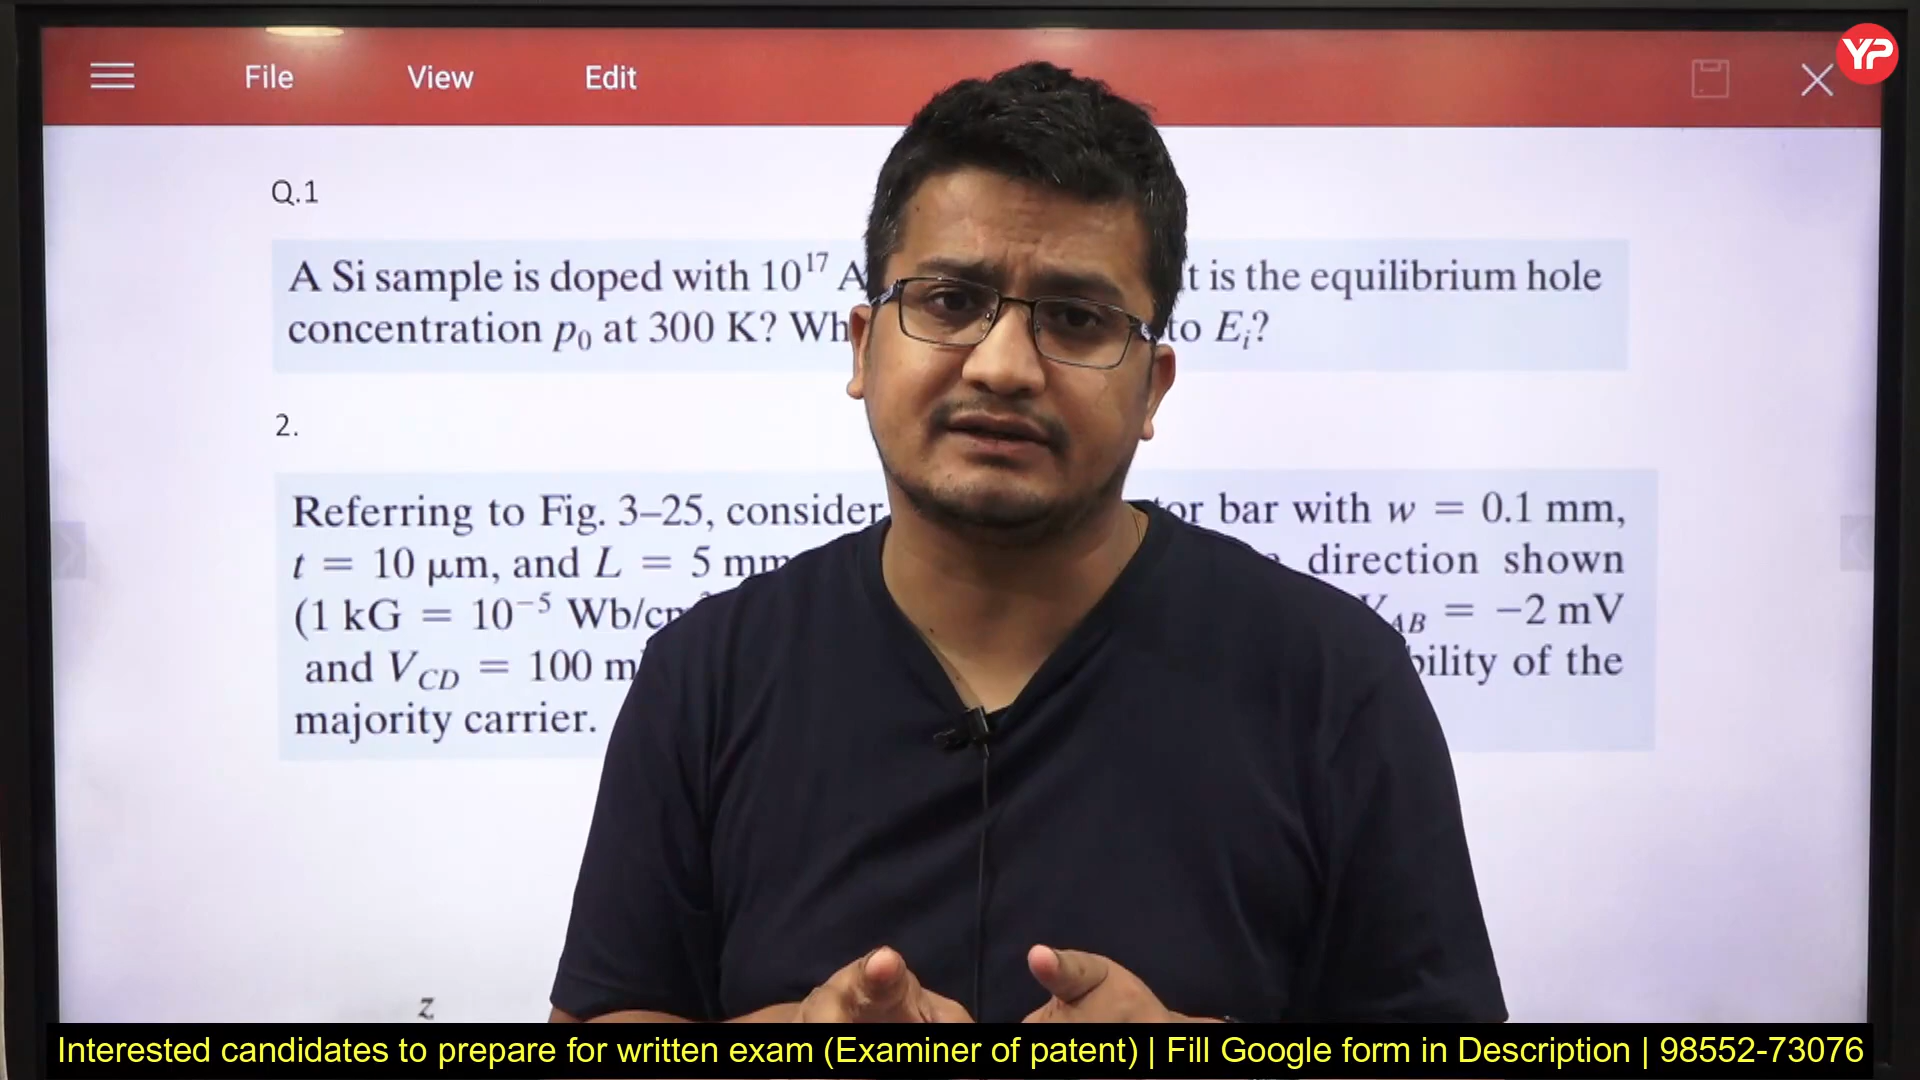 YP
File View Edit
Q.1
A Si sample is doped with 10¹⁷ A t is the equilibrium hole
concentration p₀ at 300 K? Wh to Eᵢ?
2.
Referring to Fig. 3–25, consider or bar with w = 0.1 mm,
t = 10 μm, and L = 5 mm direction shown
(1 kG = 10⁻⁵ Wb/cm = −2 mV
and V_CD = 100 m bility of the
majority carrier.
z
Interested candidates to prepare for written exam (Examiner of patent) | Fill Google form in Description | 98552-73076